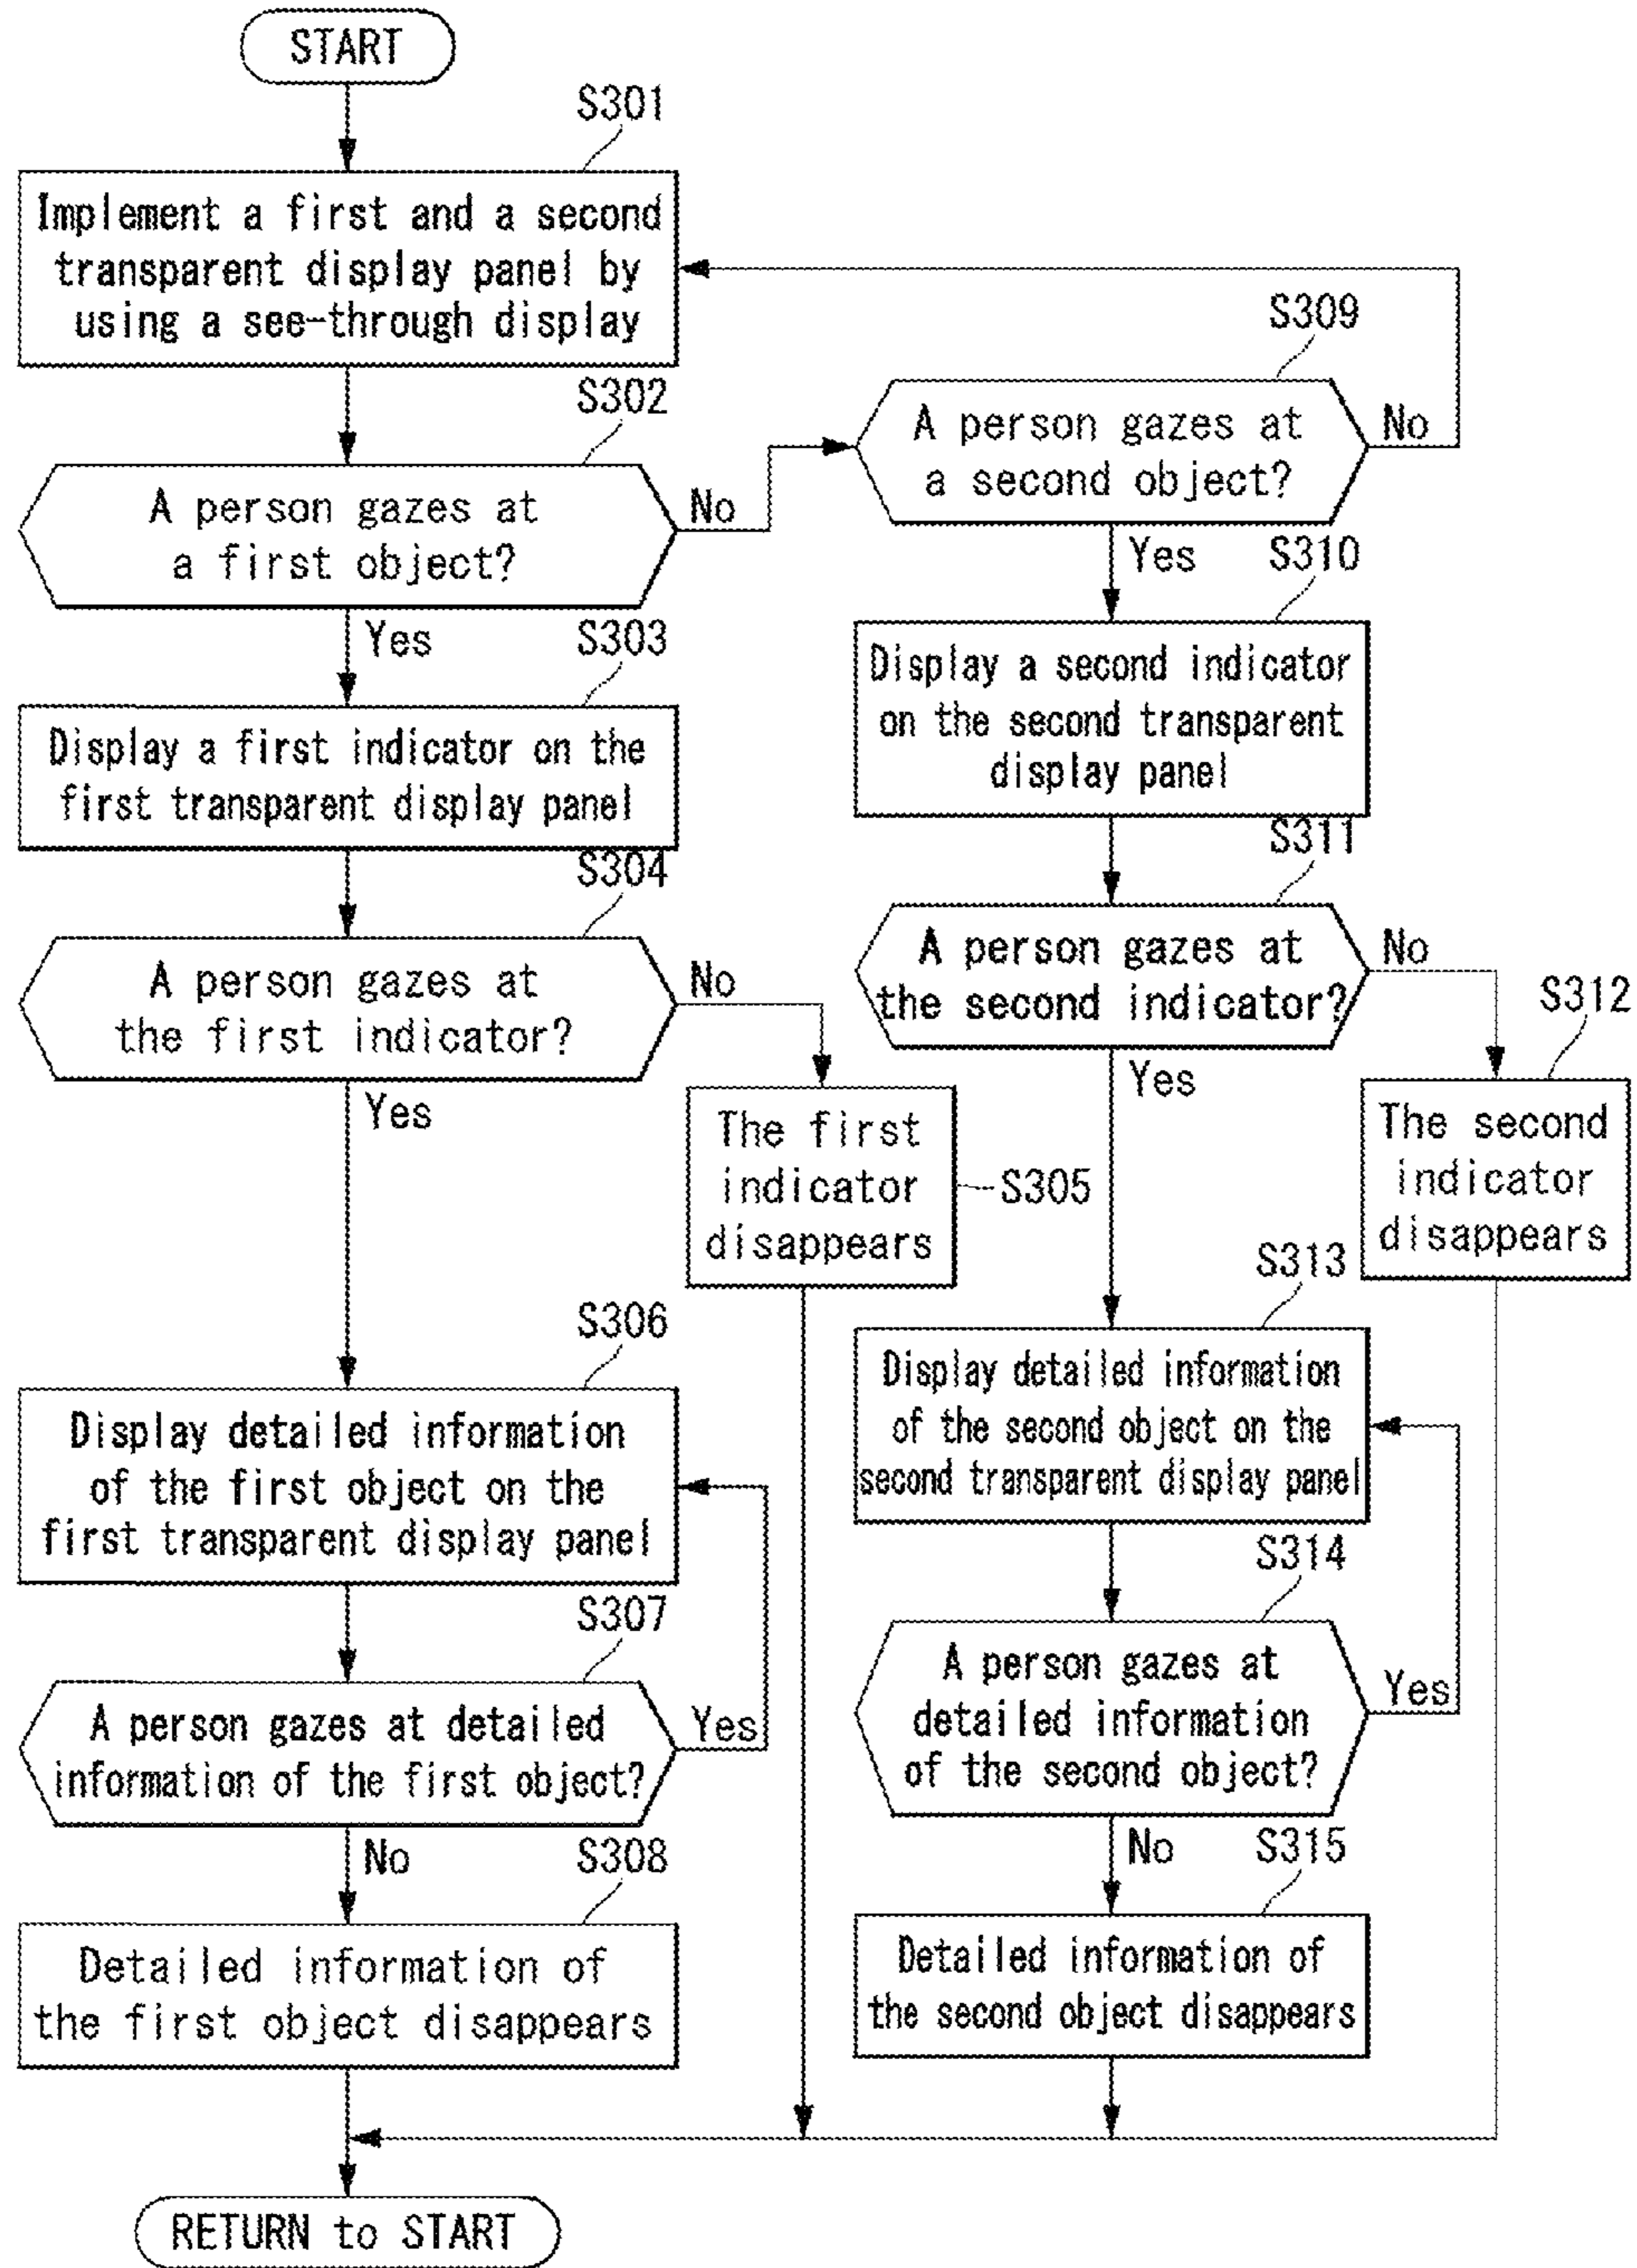 START
S301
Implement a first and a second
transparent display panel by
using a see-through display
S302
A person gazes at
a first object?
No
Yes
S303
Display a first indicator on the
first transparent display panel
S304
A person gazes at
the first indicator?
No
Yes
The first
indicator
disappears
S305
S306
Display detailed information
of the first object on the
first transparent display panel
S307
A person gazes at detailed
information of the first object?
Yes
No
S308
Detailed information of
the first object disappears
S309
A person gazes at
a second object?
No
Yes
S310
Display a second indicator
on the second transparent
display panel
S311
A person gazes at
the second indicator?
No
Yes
S312
The second
indicator
disappears
S313
Display detailed information
of the second object on the
second transparent display panel
S314
A person gazes at
detailed information
of the second object?
Yes
No
S315
Detailed information of
the second object disappears
RETURN to START